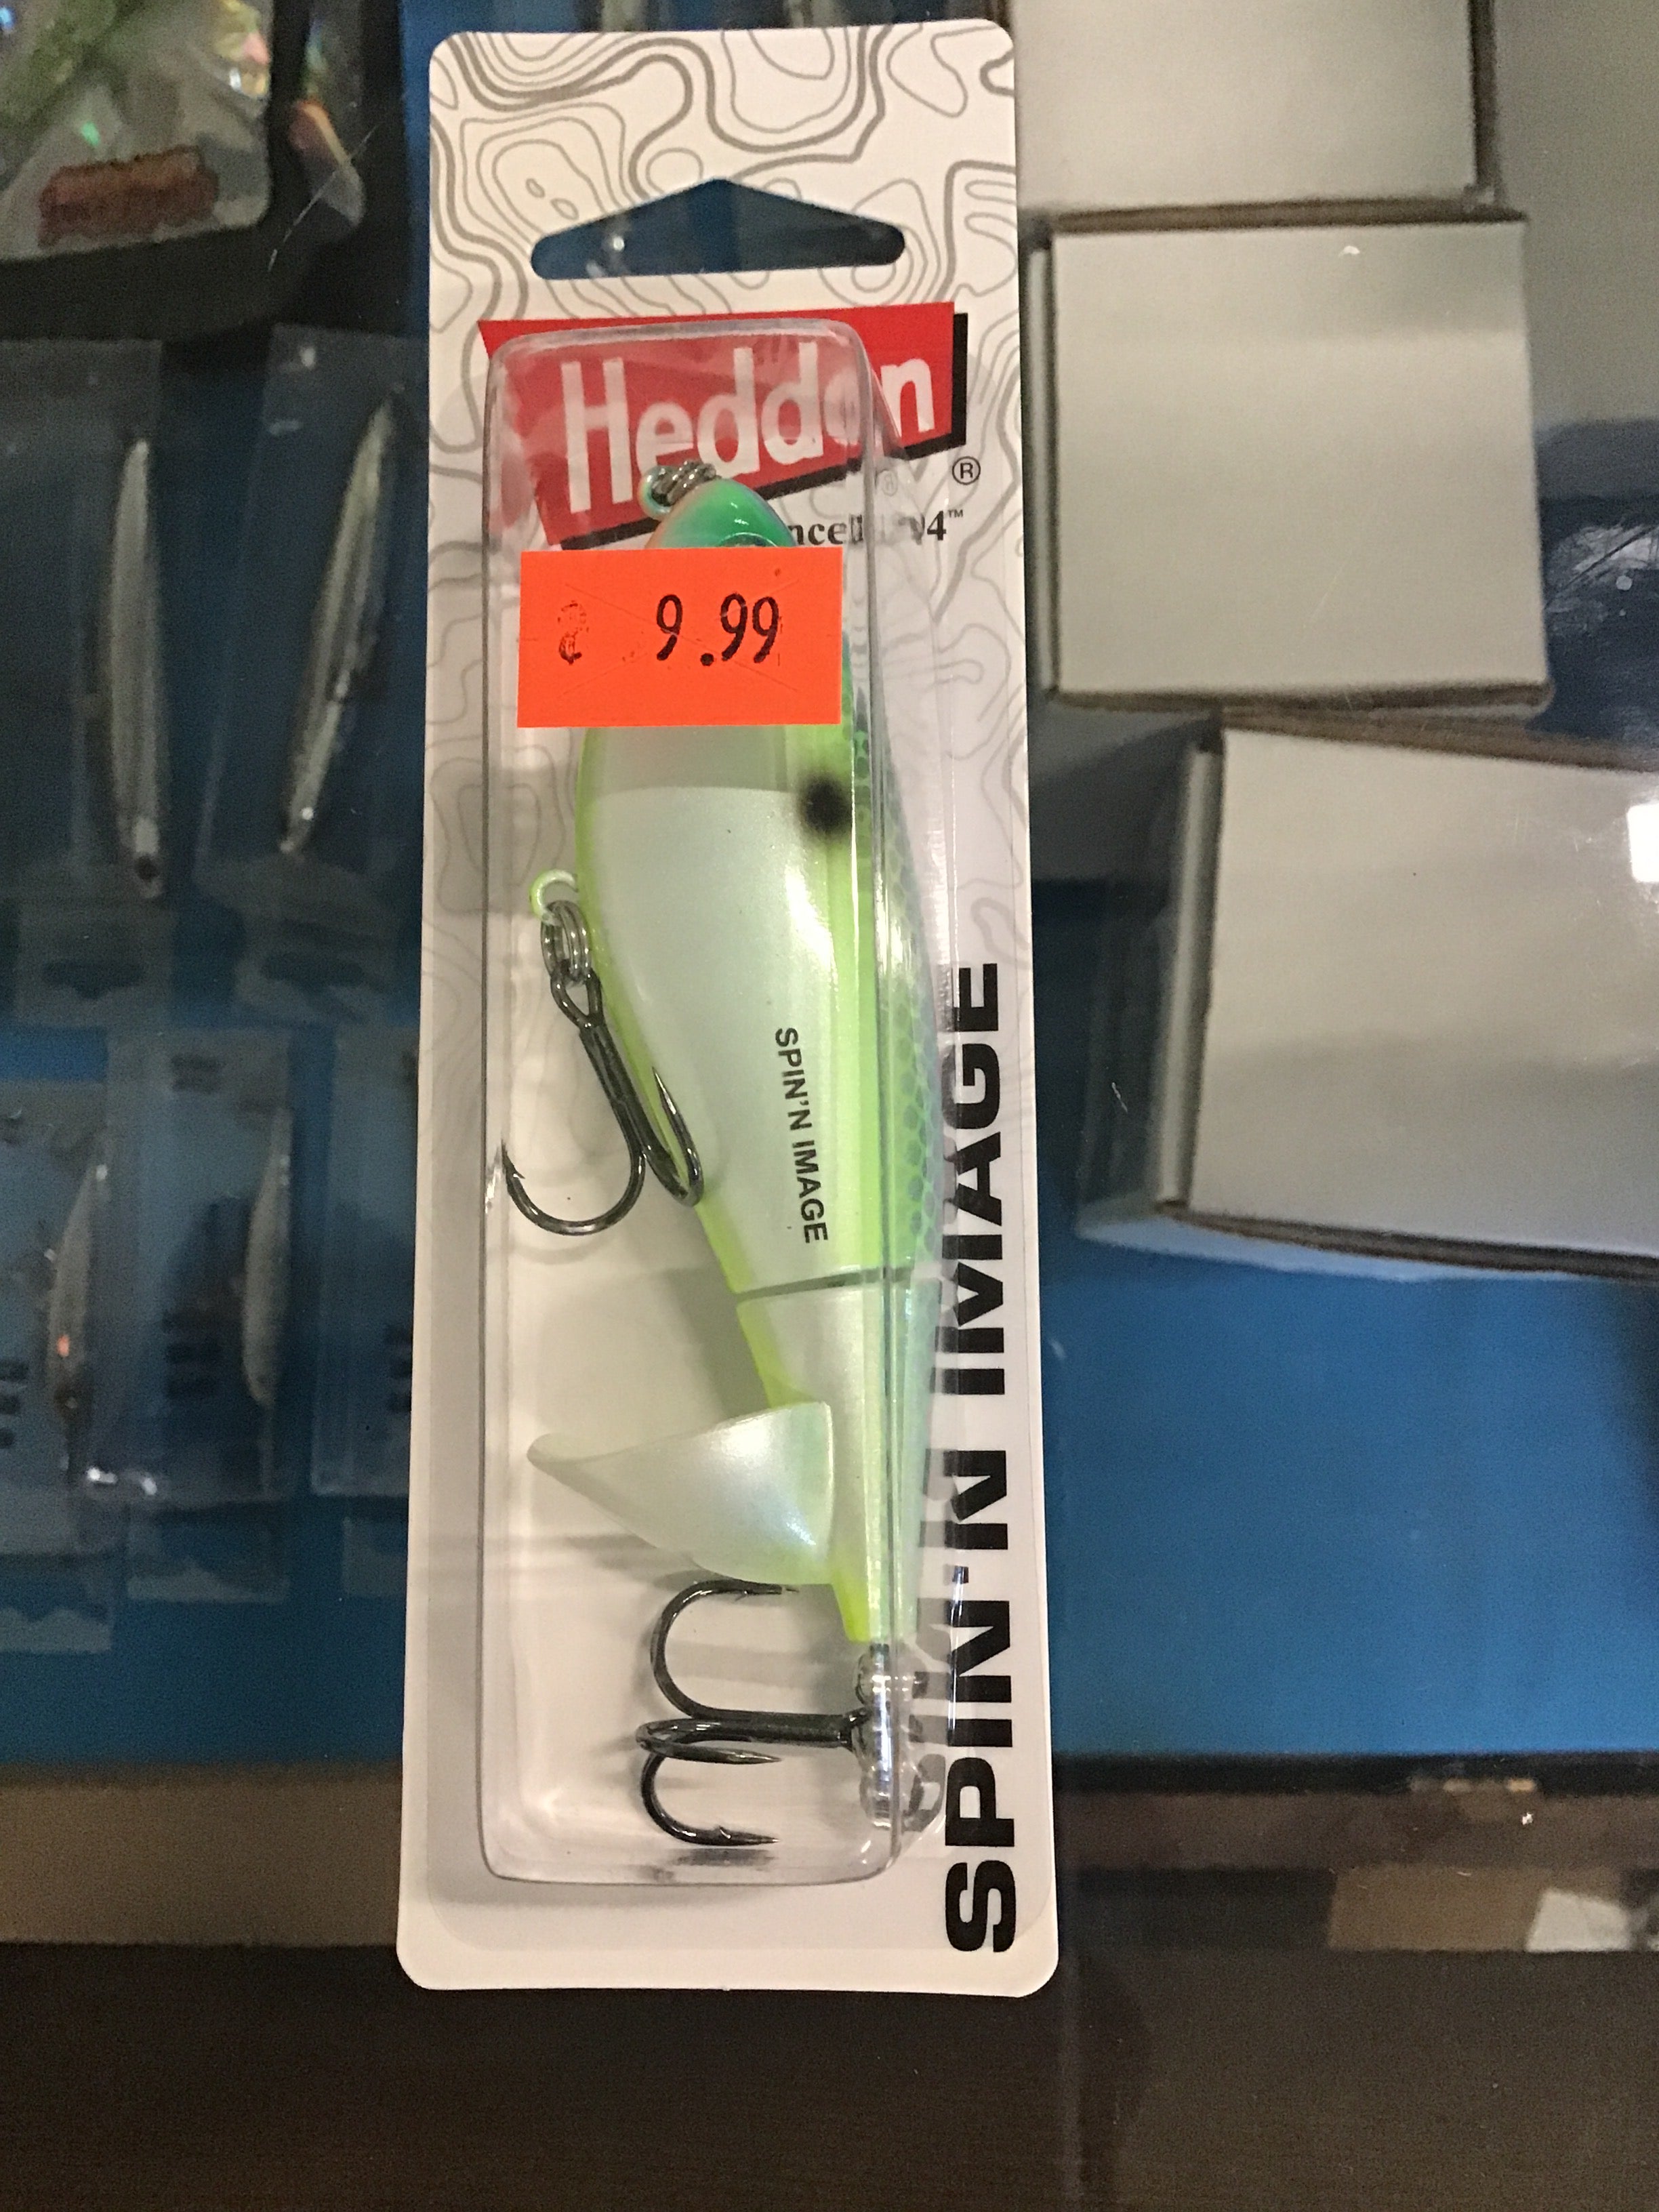 Heddon
®
9.99
SPIN'N IMAGE
SPIN'N IMAGE